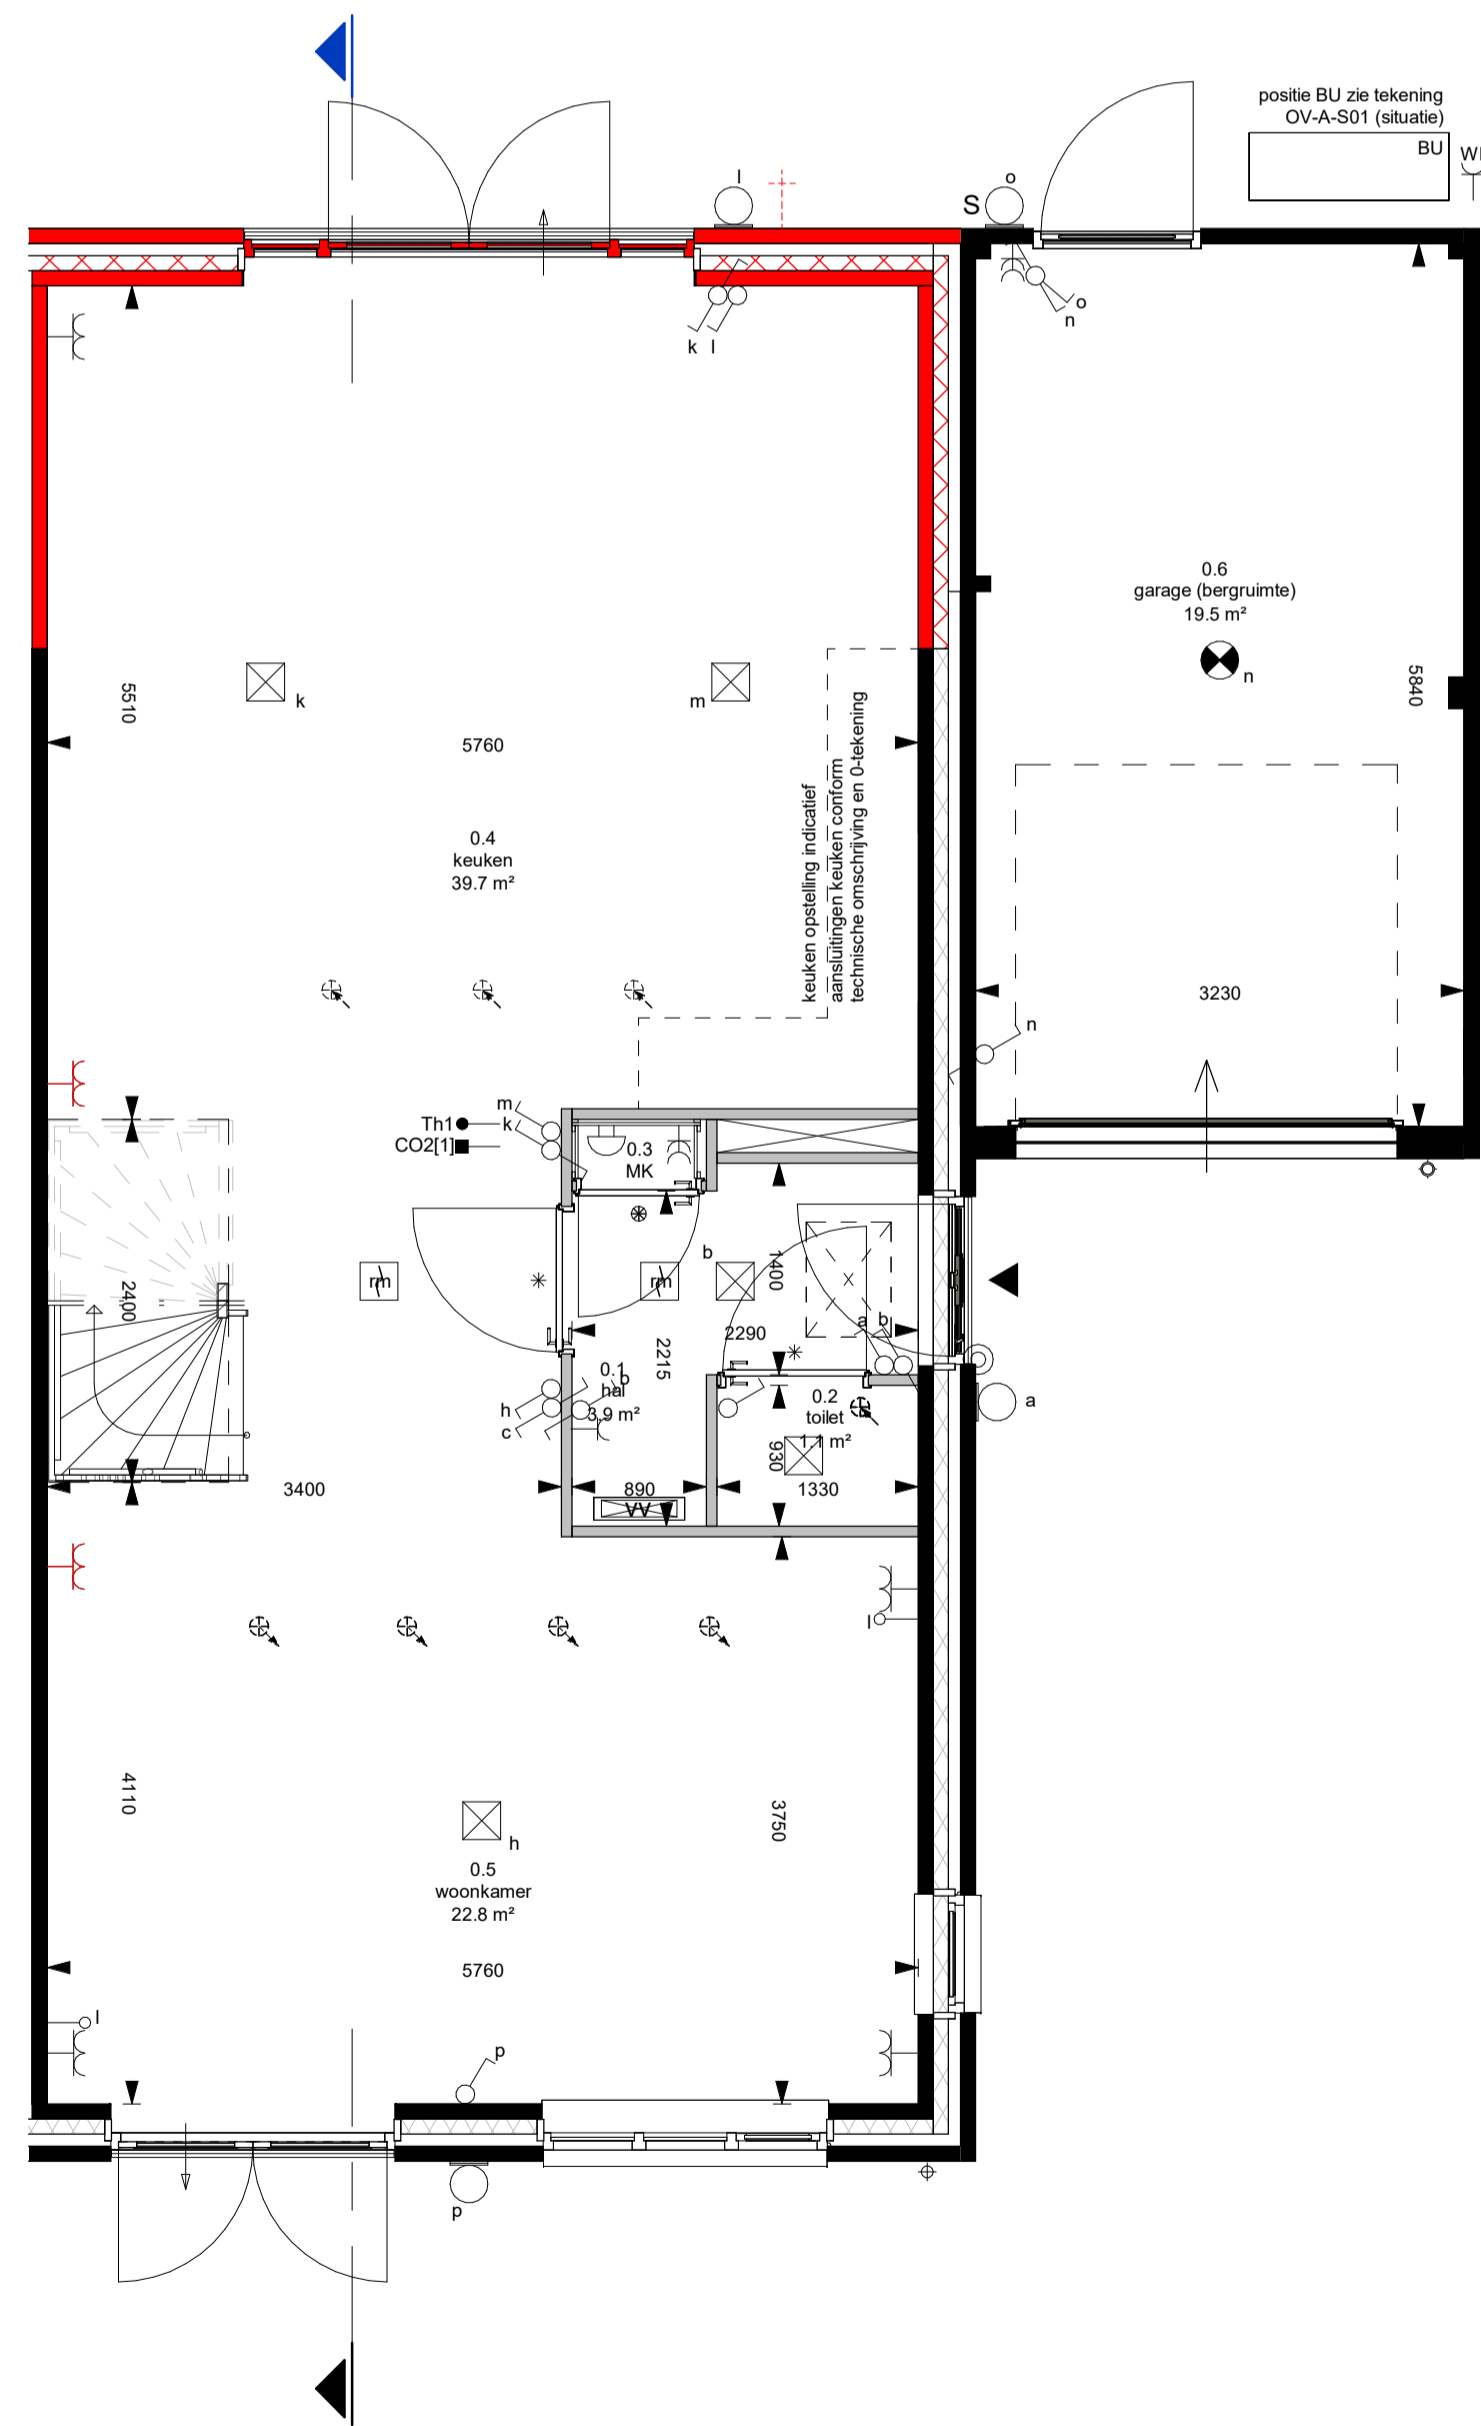 positie BU zie tekening
OV-A-S01 (situatie)
BU
l
S
o
k l
o
n
0.6
garage (bergruimte)
19.5 m²
n
5510
k
m
5840
5760
0.4
keuken
39.7 m²
keuken opstelling indicatief
aansluitingen keuken conform
technische omschrijving en 0-tekening
3230
n
m
Th1
k
CO2[1]
0.3
MK
2400
rm
rm
b
1400
2290
a b
2215
0.1
hal
3.9 m²
b
h
c
0.2
toilet
1.1 m²
a
930
3400
890
1330
VV
l
4110
3750
h
0.5
woonkamer
22.8 m²
5760
l
p
p